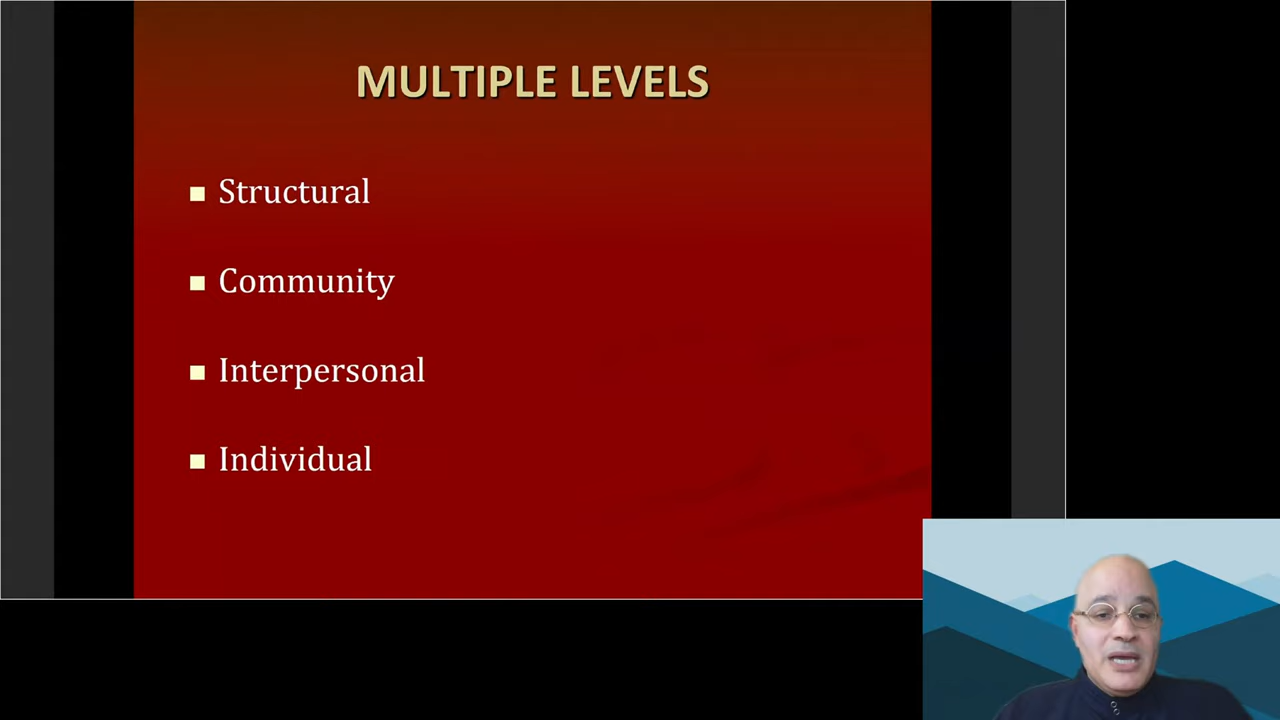 MULTIPLE LEVELS
Structural
Community
Interpersonal
Individual